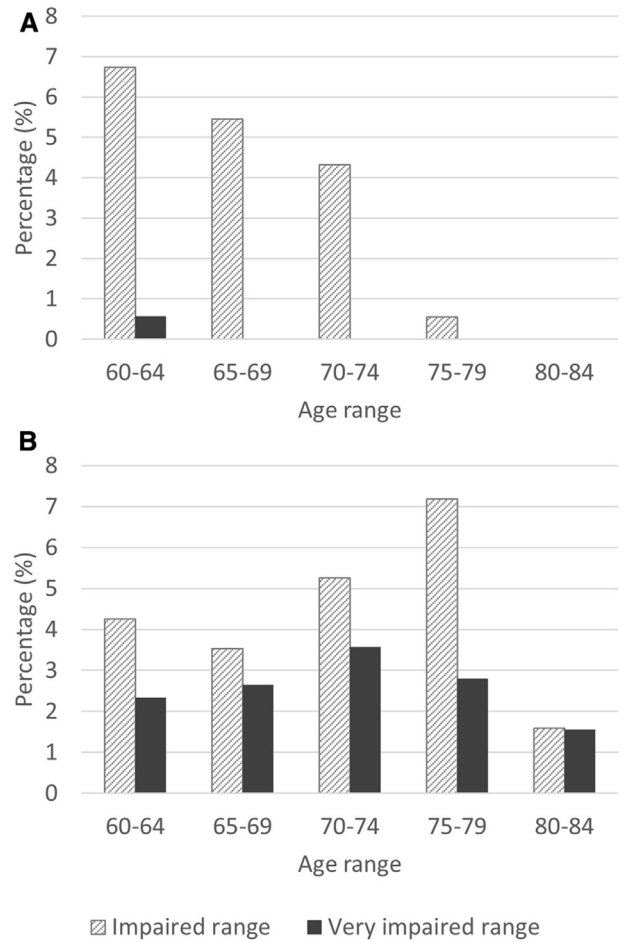 A
Percentage (%)
8
7
6
5
4
3
2
1
0
60-64 65-69 70-74 75-79 80-84
Age range
B
Percentage (%)
8
7
6
5
4
3
2
1
0
60-64 65-69 70-74 75-79 80-84
Age range
Impaired range Very impaired range